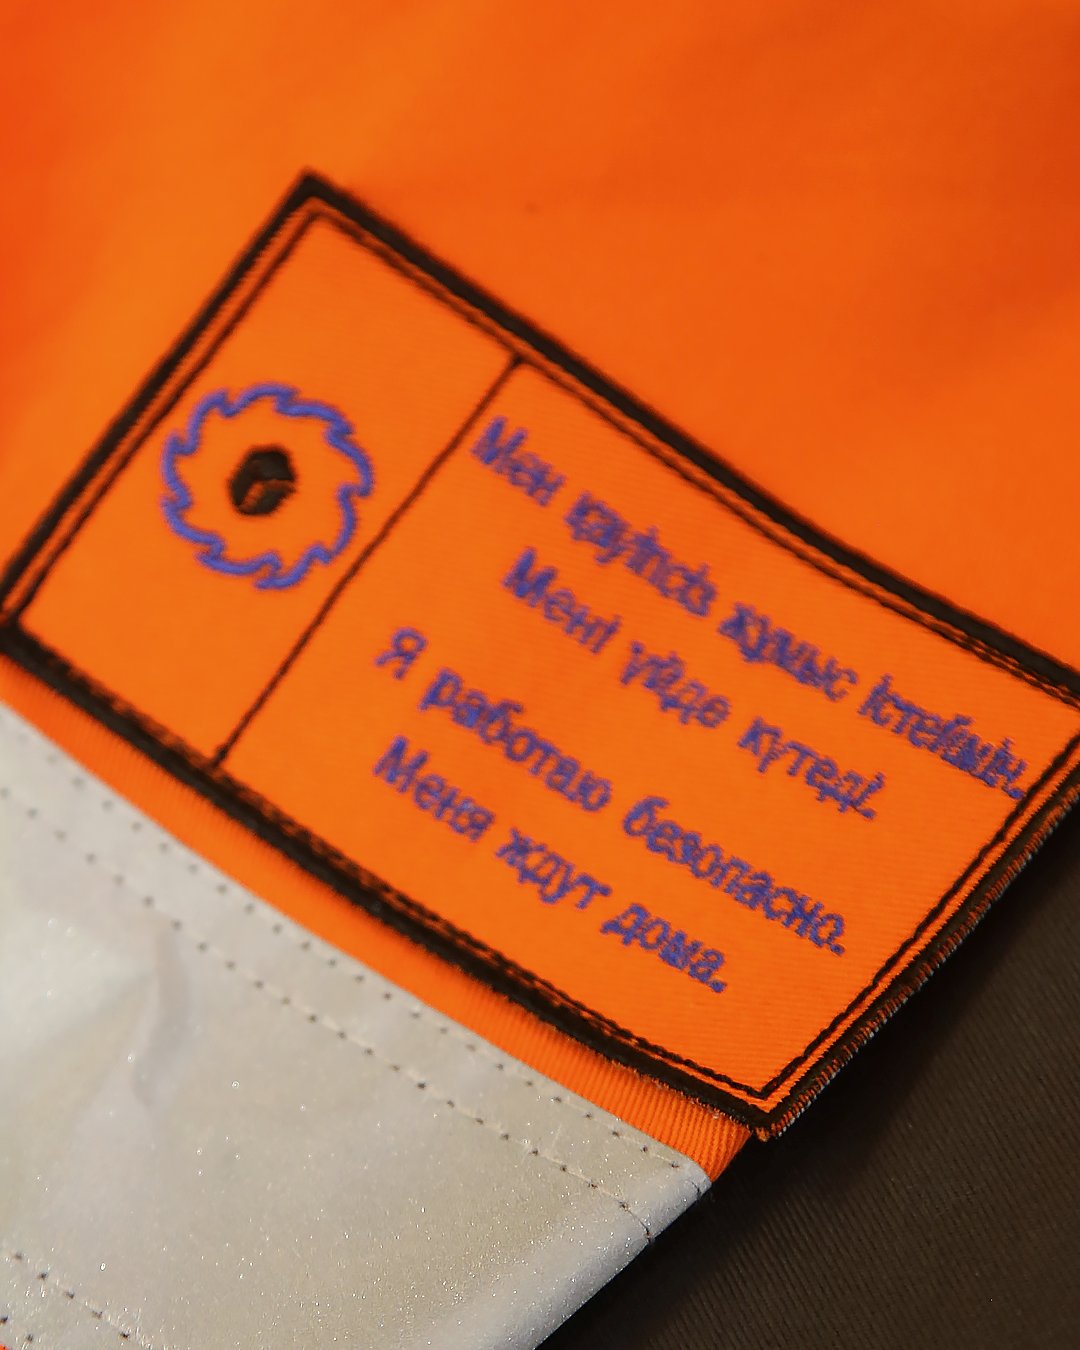 Мен қауіпсіз жұмыс істеймін.
Мені үйде күтеді.
Я работаю безопасно.
Меня ждут дома.